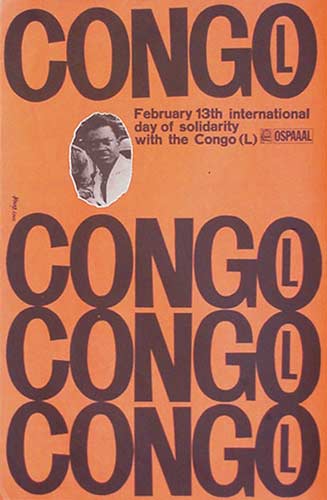 CONGO
L
February 13th international
day of solidarity
with the Congo (L) OSPAAAL
CONGO
L
CONGO
L
CONGO
L